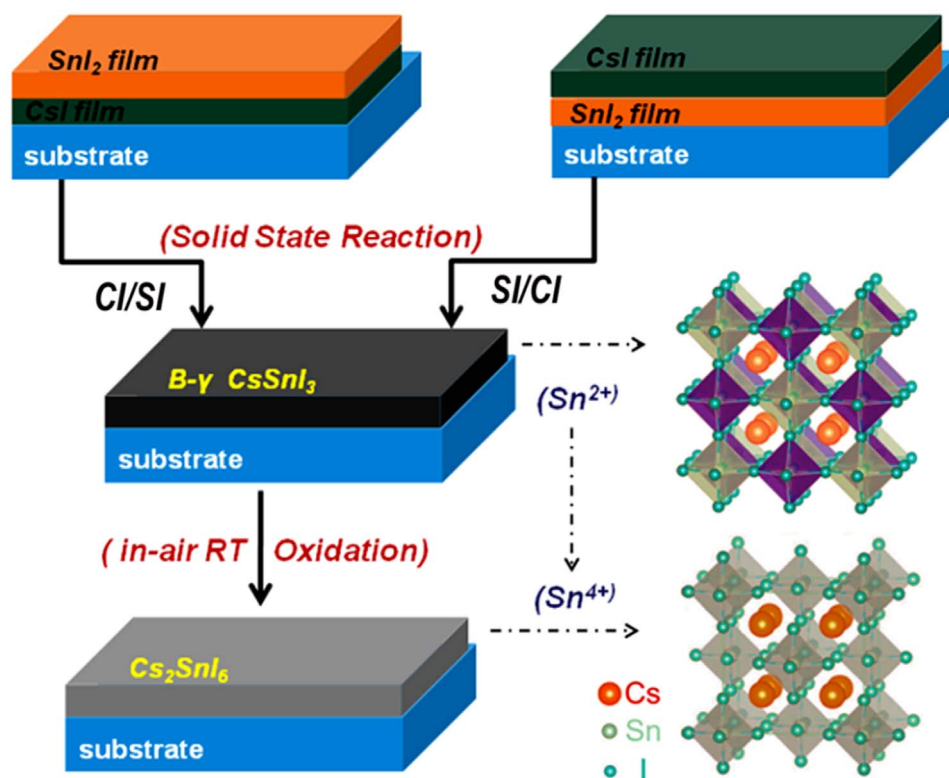 SnI₂ film
CsI film
substrate
CsI film
SnI₂ film
substrate
(Solid State Reaction)
CI/SI
SI/CI
B-γ CsSnI₃
substrate
(Sn²⁺)
( in-air RT Oxidation)
(Sn⁴⁺)
Cs₂SnI₆
substrate
Cs
Sn
I